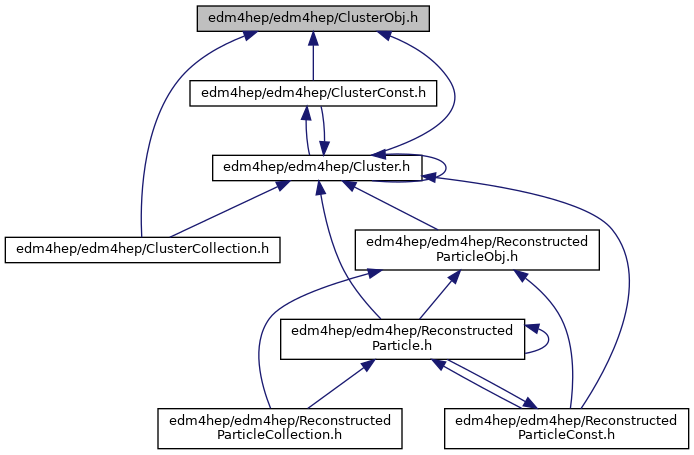 edm4hep/edm4hep/ClusterObj.h
edm4hep/edm4hep/ClusterConst.h
edm4hep/edm4hep/Cluster.h
edm4hep/edm4hep/ClusterCollection.h
edm4hep/edm4hep/Reconstructed
ParticleObj.h
edm4hep/edm4hep/Reconstructed
Particle.h
edm4hep/edm4hep/Reconstructed
ParticleCollection.h
edm4hep/edm4hep/Reconstructed
ParticleConst.h